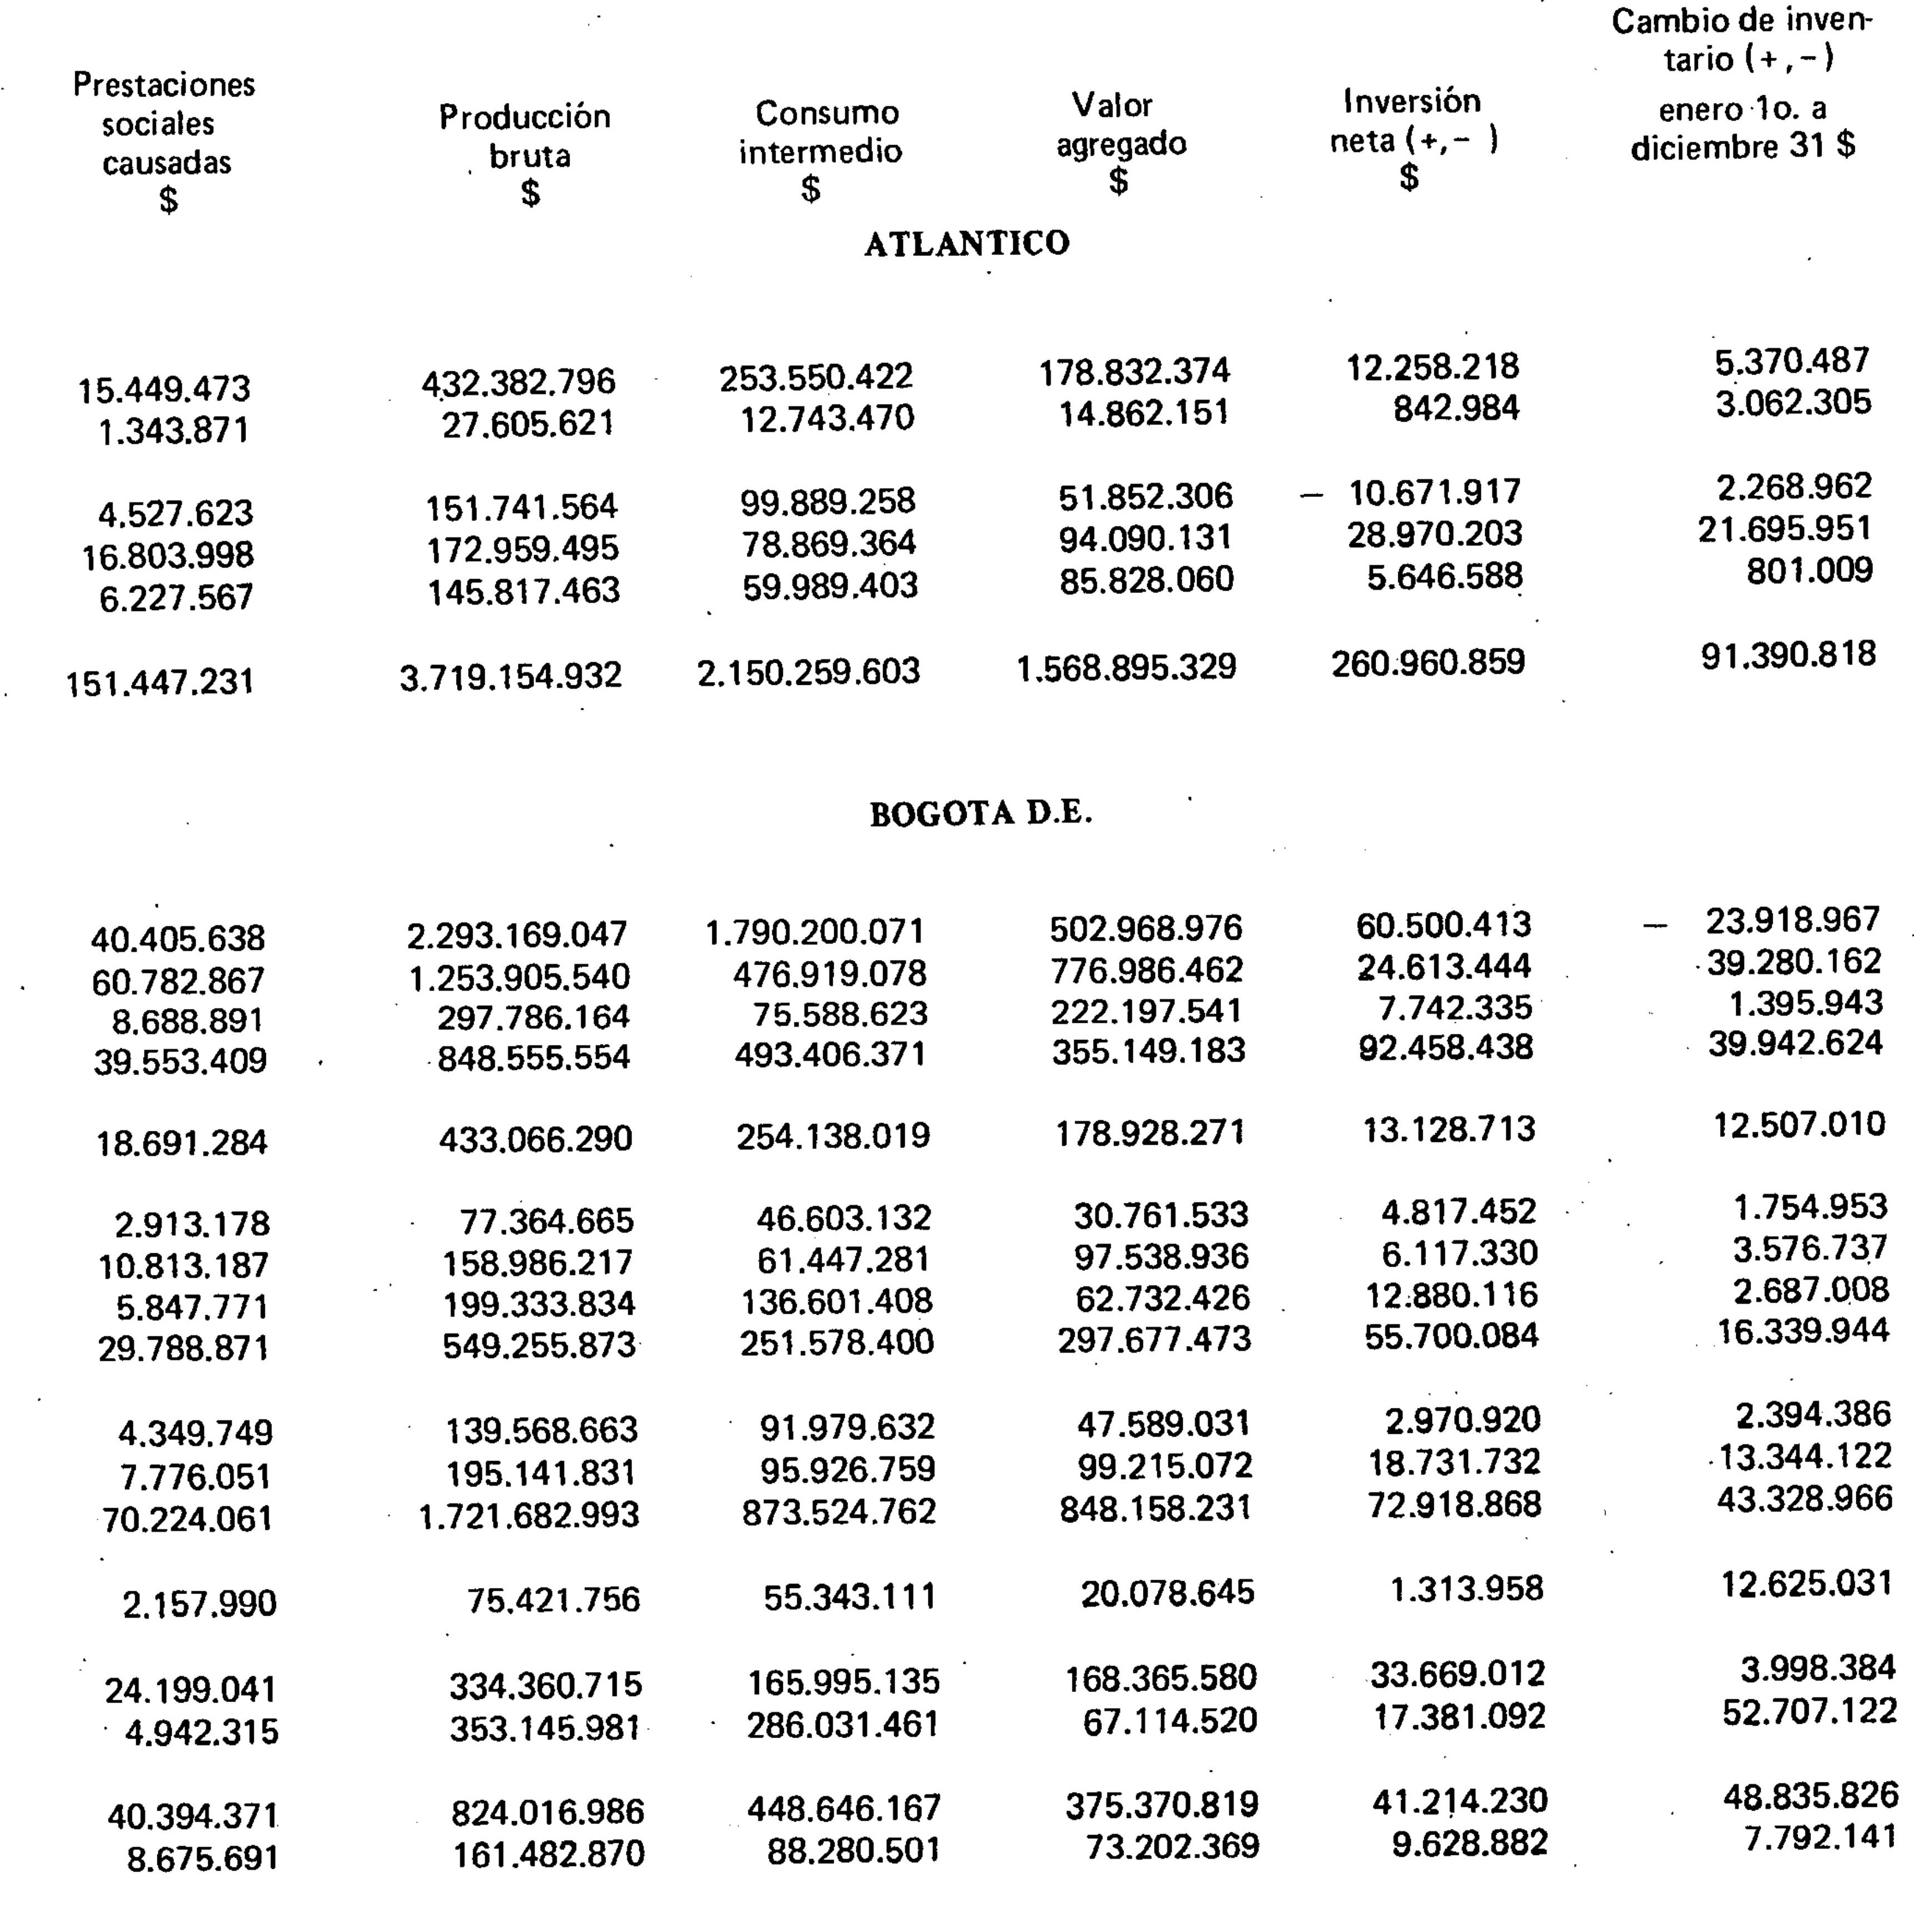 Prestaciones sociales causadas $ Producción bruta $ Consumo intermedio $ Valor agregado $ Inversión neta (+,- ) $ Cambio de inven-tario (+,-) enero 1o. a diciembre 31 $
ATLANTICO
15.449.473 432.382.796 253.550.422 178.832.374 12.258.218 5.370.487
1.343.871 27.605.621 12.743.470 14.862.151 842.984 3.062.305
4.527.623 151.741.564 99.889.258 51.852.306 — 10.671.917 2.268.962
16.803.998 172.959.495 78.869.364 94.090.131 28.970.203 21.695.951
6.227.567 145.817.463 59.989.403 85.828.060 5.646.588 801.009
151.447.231 3.719.154.932 2.150.259.603 1.568.895.329 260.960.859 91.390.818
BOGOTA D.E.
40.405.638 2.293.169.047 1.790.200.071 502.968.976 60.500.413 — 23.918.967
60.782.867 1.253.905.540 476.919.078 776.986.462 24.613.444 39.280.162
8.688.891 297.786.164 75.588.623 222.197.541 7.742.335 1.395.943
39.553.409 848.555.554 493.406.371 355.149.183 92.458.438 39.942.624
18.691.284 433.066.290 254.138.019 178.928.271 13.128.713 12.507.010
2.913.178 77.364.665 46.603.132 30.761.533 4.817.452 1.754.953
10.813.187 158.986.217 61.447.281 97.538.936 6.117.330 3.576.737
5.847.771 199.333.834 136.601.408 62.732.426 12.880.116 2.687.008
29.788.871 549.255.873 251.578.400 297.677.473 55.700.084 16.339.944
4.349.749 139.568.663 91.979.632 47.589.031 2.970.920 2.394.386
7.776.051 195.141.831 95.926.759 99.215.072 18.731.732 13.344.122
70.224.061 1.721.682.993 873.524.762 848.158.231 72.918.868 43.328.966
2.157.990 75.421.756 55.343.111 20.078.645 1.313.958 12.625.031
24.199.041 334.360.715 165.995.135 168.365.580 33.669.012 3.998.384
4.942.315 353.145.981 286.031.461 67.114.520 17.381.092 52.707.122
40.394.371 824.016.986 448.646.167 375.370.819 41.214.230 48.835.826
8.675.691 161.482.870 88.280.501 73.202.369 9.628.882 7.792.141